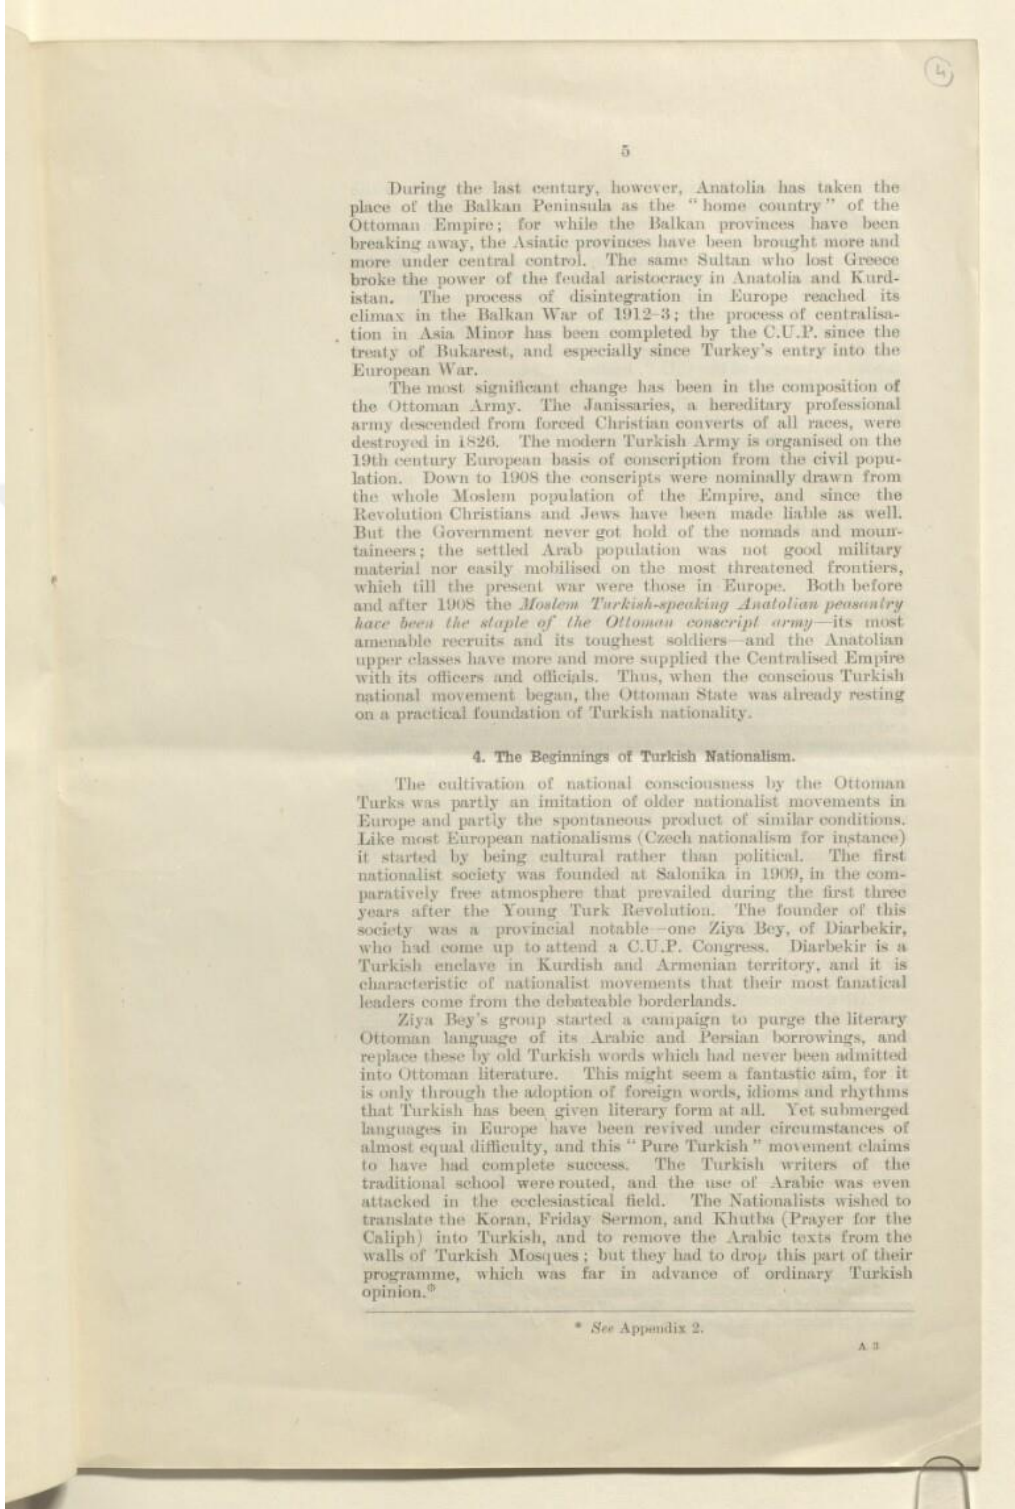 4
5
During the last century, however, Anatolia has taken the
place of the Balkan Peninsula as the “home country” of the
Ottoman Empire; for while the Balkan provinces have been
breaking away, the Asiatic provinces have been brought more and
more under central control. The same Sultan who lost Greece
broke the power of the feudal aristocracy in Anatolia and Kurd-
istan. The process of disintegration in Europe reached its
climax in the Balkan War of 1912-3; the process of centralisa-
tion in Asia Minor has been completed by the C.U.P. since the
treaty of Bukarest, and especially since Turkey's entry into the
European War.
The most significant change has been in the composition of
the Ottoman Army. The Janissaries, a hereditary professional
army descended from forced Christian converts of all races, were
destroyed in 1826. The modern Turkish Army is organised on the
19th century European basis of conscription from the civil popu-
lation. Down to 1908 the conscripts were nominally drawn from
the whole Moslem population of the Empire, and since the
Revolution Christians and Jews have been made liable as well.
But the Government never got hold of the nomads and moun-
taineers; the settled Arab population was not good military
material nor easily mobilised on the most threatened frontiers,
which till the present war were those in Europe. Both before
and after 1908 the Moslem Turkish-speaking Anatolian peasantry
have been the staple of the Ottoman conscript army—its most
amenable recruits and its toughest soldiers—and the Anatolian
upper classes have more and more supplied the Centralised Empire
with its officers and officials. Thus, when the conscious Turkish
national movement began, the Ottoman State was already resting
on a practical foundation of Turkish nationality.
4. The Beginnings of Turkish Nationalism.
The cultivation of national consciousness by the Ottoman
Turks was partly an imitation of older nationalist movements in
Europe and partly the spontaneous product of similar conditions.
Like most European nationalisms (Czech nationalism for instance)
it started by being cultural rather than political. The first
nationalist society was founded at Salonika in 1909, in the com-
paratively free atmosphere that prevailed during the first three
years after the Young Turk Revolution. The founder of this
society was a provincial notable—one Ziya Bey, of Diarbekir,
who had come up to attend a C.U.P. Congress. Diarbekir is a
Turkish enclave in Kurdish and Armenian territory, and it is
characteristic of nationalist movements that their most fanatical
leaders come from the debateable borderlands.
Ziya Bey's group started a campaign to purge the literary
Ottoman language of its Arabic and Persian borrowings, and
replace these by old Turkish words which had never been admitted
into Ottoman literature. This might seem a fantastic aim, for it
is only through the adoption of foreign words, idioms and rhythms
that Turkish has been given literary form at all. Yet submerged
languages in Europe have been revived under circumstances of
almost equal difficulty, and this “Pure Turkish” movement claims
to have had complete success. The Turkish writers of the
traditional school were routed, and the use of Arabic was even
attacked in the ecclesiastical field. The Nationalists wished to
translate the Koran, Friday Sermon, and Khutba (Prayer for the
Caliph) into Turkish, and to remove the Arabic texts from the
walls of Turkish Mosques; but they had to drop this part of their
programme, which was far in advance of ordinary Turkish
opinion.*
* See Appendix 2.
A 3